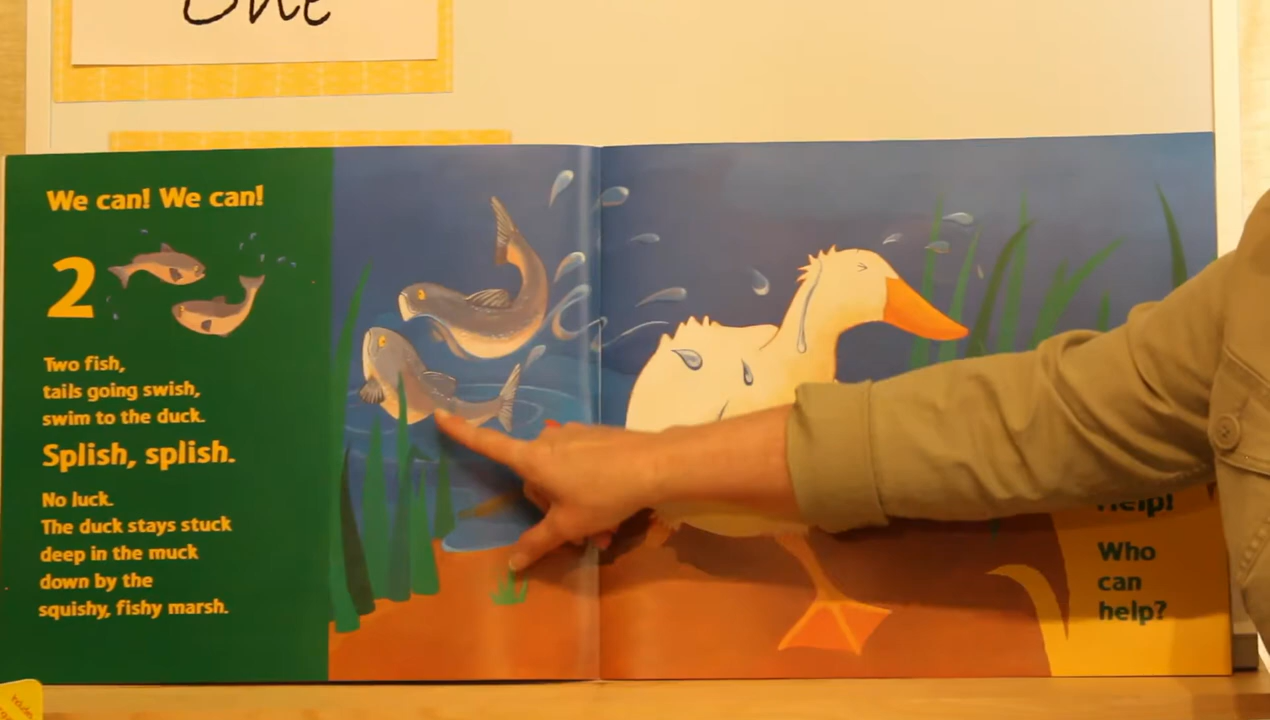 One
We can! We can!
2
Two fish,
tails going swish,
swim to the duck.
Splish, splish.
No luck.
The duck stays stuck
deep in the muck
down by the
squishy, fishy marsh.
Help!
Who
can
help?